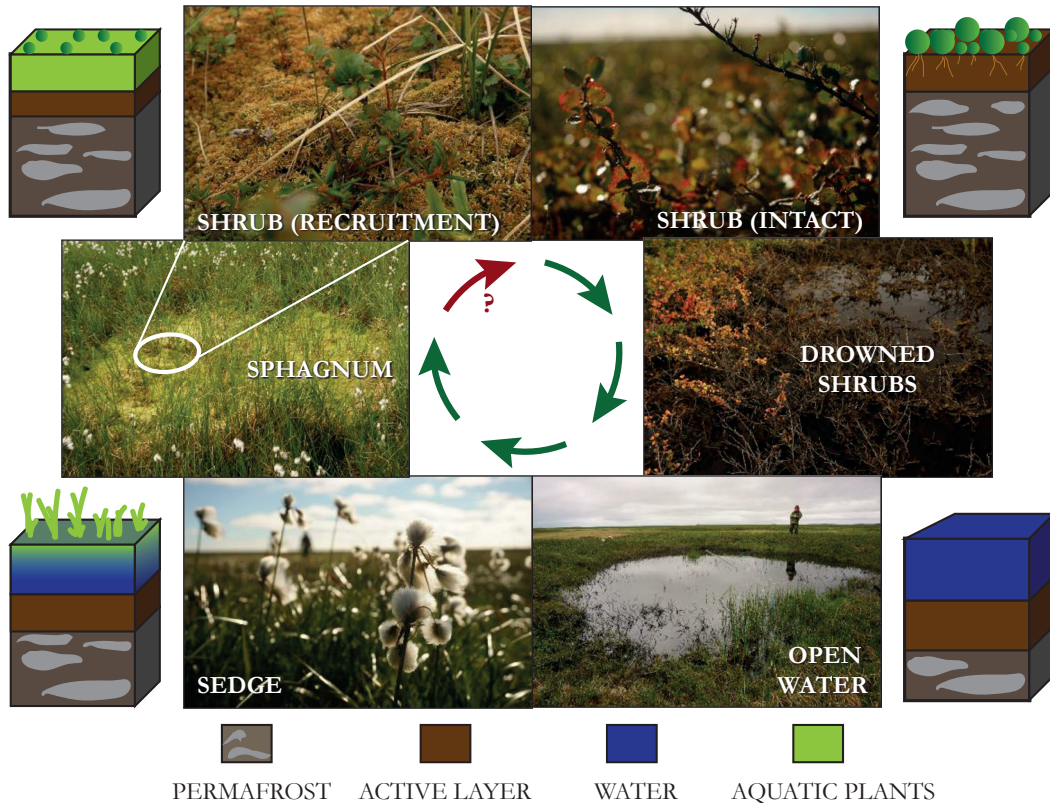 SHRUB (RECRUITMENT)
SHRUB (INTACT)
?
SPHAGNUM
DROWNED
SHRUBS
SEDGE
OPEN
WATER
PERMAFROST
ACTIVE LAYER
WATER
AQUATIC PLANTS